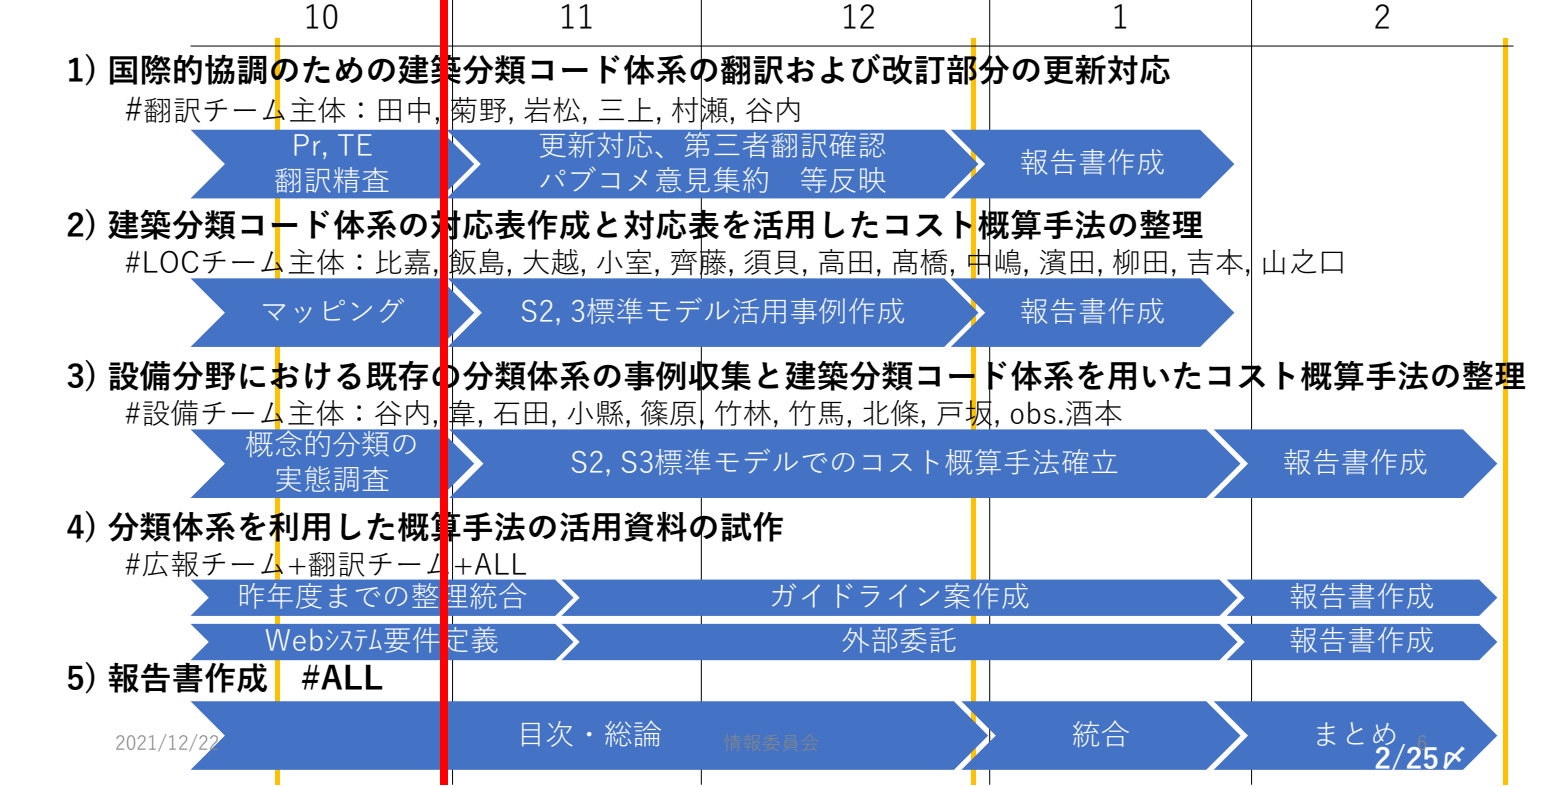 10 11 12 1 2
1) 国際的協調のための建築分類コード体系の翻訳および改訂部分の更新対応
#翻訳チーム主体：田中, 菊野, 岩松, 三上, 村瀬, 谷内
Pr, TE
翻訳精査
更新対応、第三者翻訳確認
パブコメ意見集約　等反映
報告書作成
2) 建築分類コード体系の対応表作成と対応表を活用したコスト概算手法の整理
#LOCチーム主体：比嘉, 飯島, 大越, 小室, 齊藤, 須貝, 高田, 髙橋, 中嶋, 濱田, 柳田, 吉本, 山之口
マッピング
S2, 3標準モデル活用事例作成
報告書作成
3) 設備分野における既存の分類体系の事例収集と建築分類コード体系を用いたコスト概算手法の整理
#設備チーム主体：谷内, 韋, 石田, 小縣, 篠原, 竹林, 竹馬, 北條, 戸坂, obs.酒本
概念的分類の
実態調査
S2, S3標準モデルでのコスト概算手法確立
報告書作成
4) 分類体系を利用した概算手法の活用資料の試作
#広報チーム+翻訳チーム+ALL
昨年度までの整理統合
ガイドライン案作成
報告書作成
Webｼｽﾃﾑ要件定義
外部委託
報告書作成
5) 報告書作成　#ALL
目次・総論
統合
まとめ
2/25〆
2021/12/22
情報委員会
6